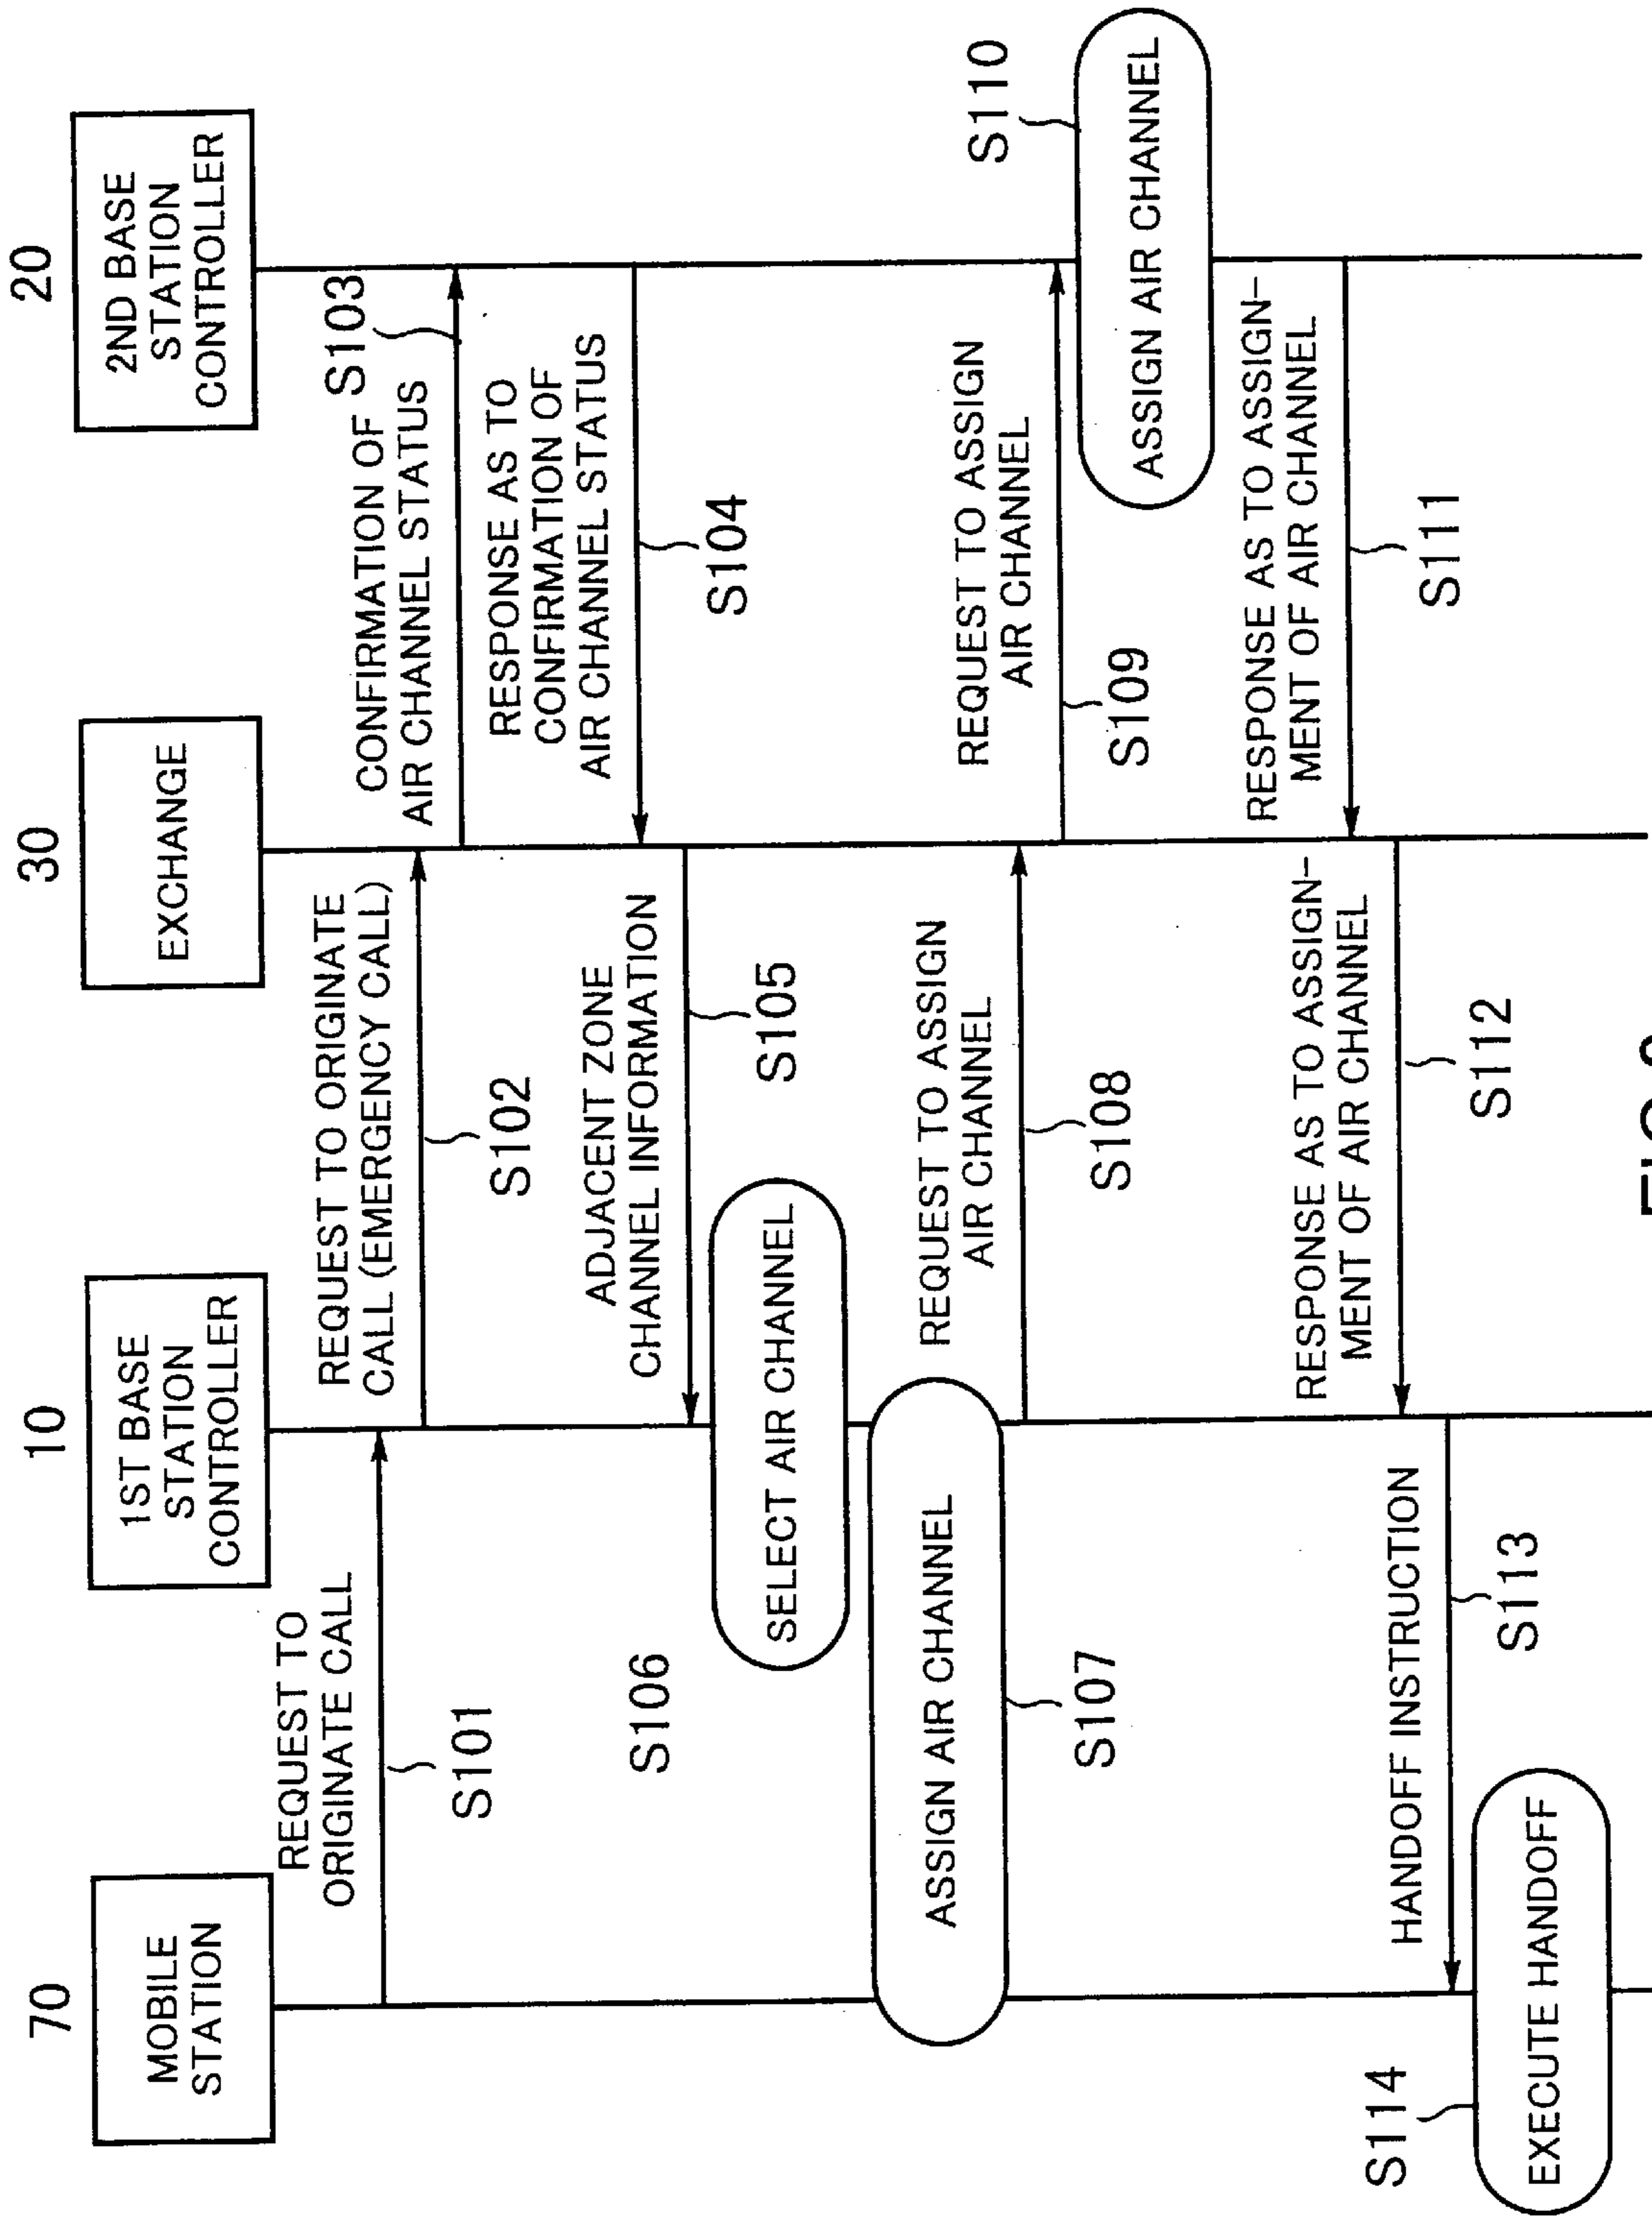 70
MOBILE
STATION
10
1ST BASE
STATION
CONTROLLER
30
EXCHANGE
20
2ND BASE
STATION
CONTROLLER
REQUEST TO
ORIGINATE CALL
S101
REQUEST TO ORIGINATE
CALL (EMERGENCY CALL)
S102
CONFIRMATION OF
AIR CHANNEL STATUS
S103
RESPONSE AS TO
CONFIRMATION OF
AIR CHANNEL STATUS
S104
ADJACENT ZONE
CHANNEL INFORMATION
S105
S106
SELECT AIR CHANNEL
ASSIGN AIR CHANNEL
S107
REQUEST TO ASSIGN
AIR CHANNEL
S108
REQUEST TO ASSIGN
AIR CHANNEL
S109
S110
ASSIGN AIR CHANNEL
RESPONSE AS TO ASSIGN-
MENT OF AIR CHANNEL
S111
RESPONSE AS TO ASSIGN-
MENT OF AIR CHANNEL
S112
HANDOFF INSTRUCTION
S113
S114
EXECUTE HANDOFF